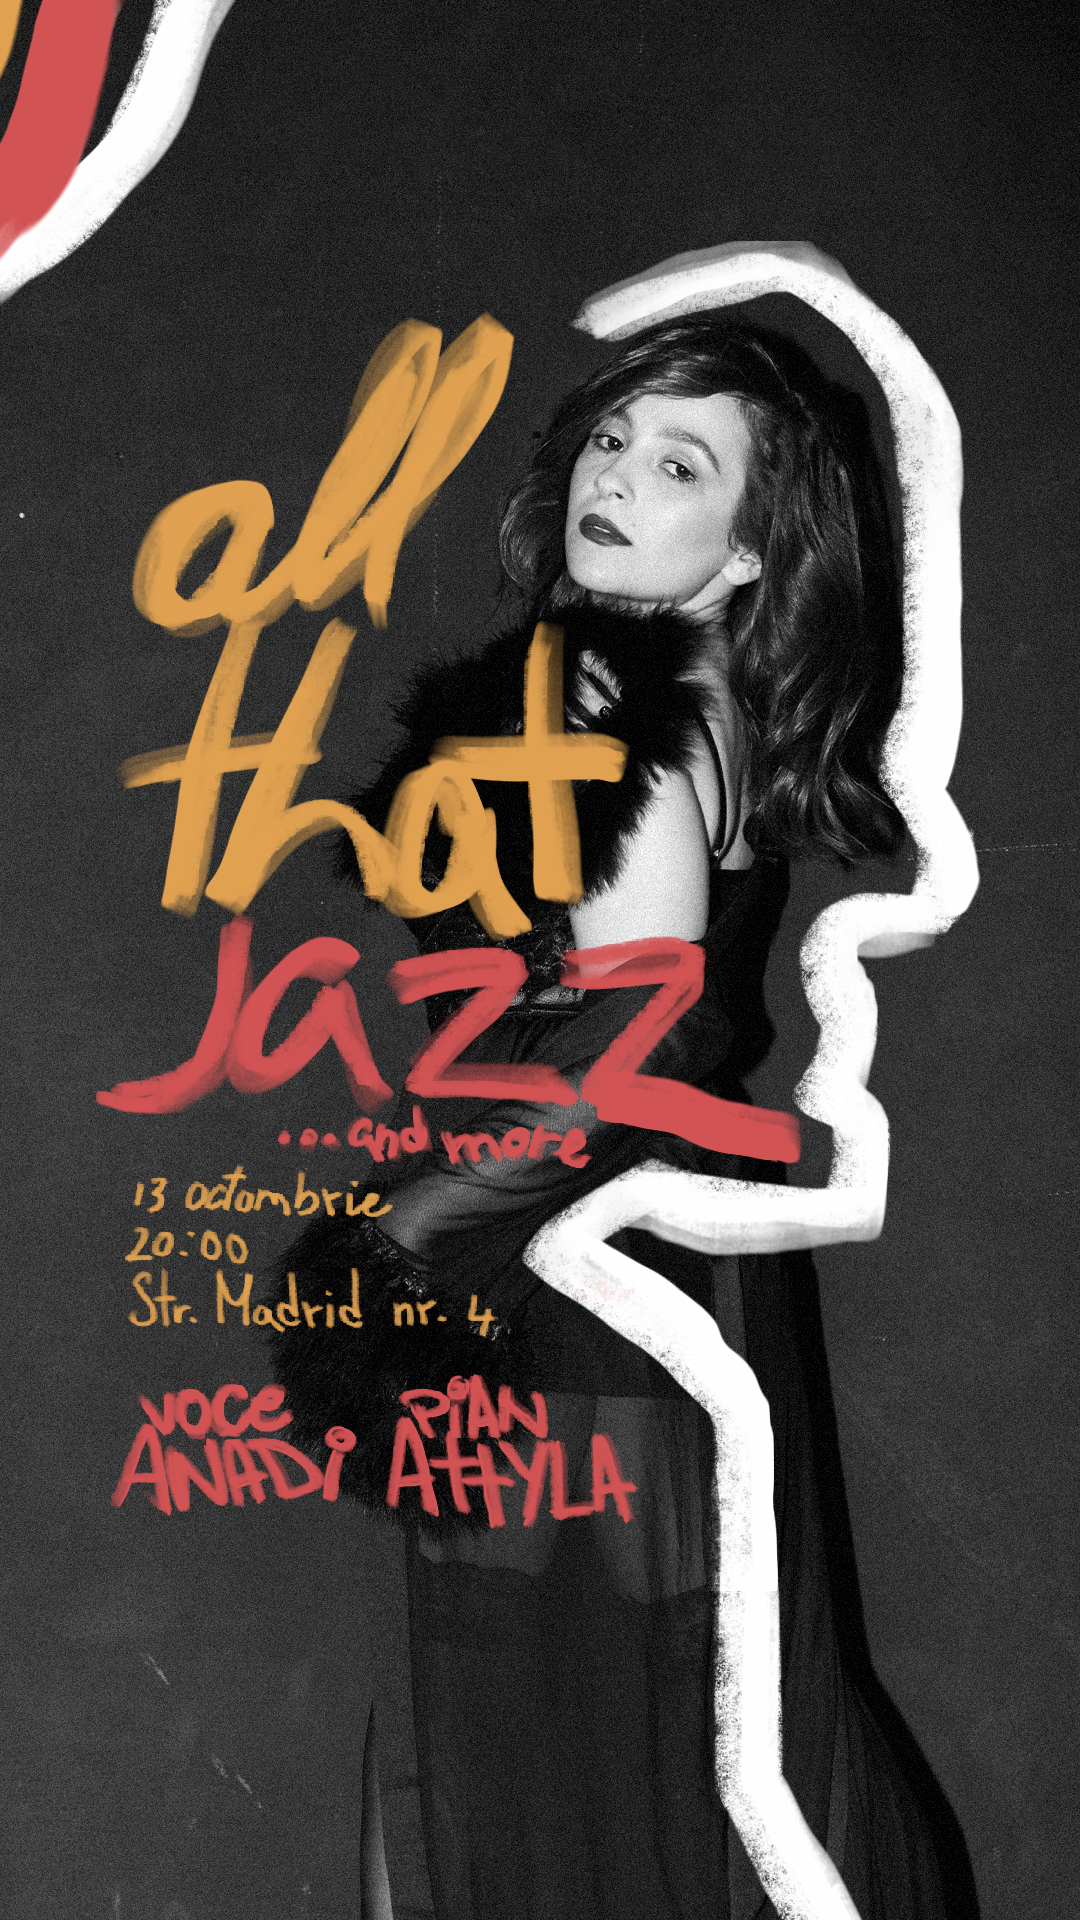 all
that
jazz
...and more
13 octombrie
20:00
Str. Madrid nr. 4
voce pian
ANADi ATTYLA